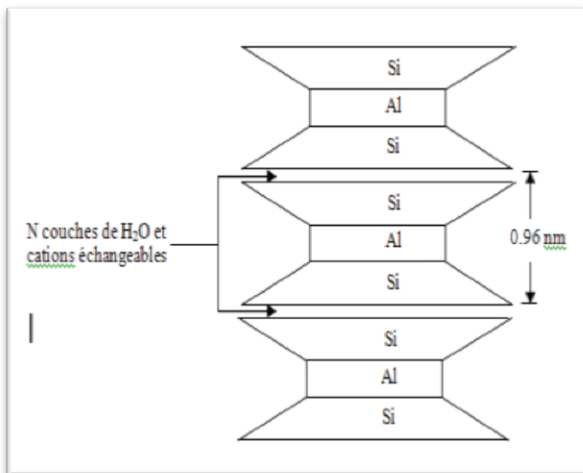 Si
Al
Si
Si
N couches de H₂O et
cations échangeables
Al
0.96 nm
Si
Si
Al
Si